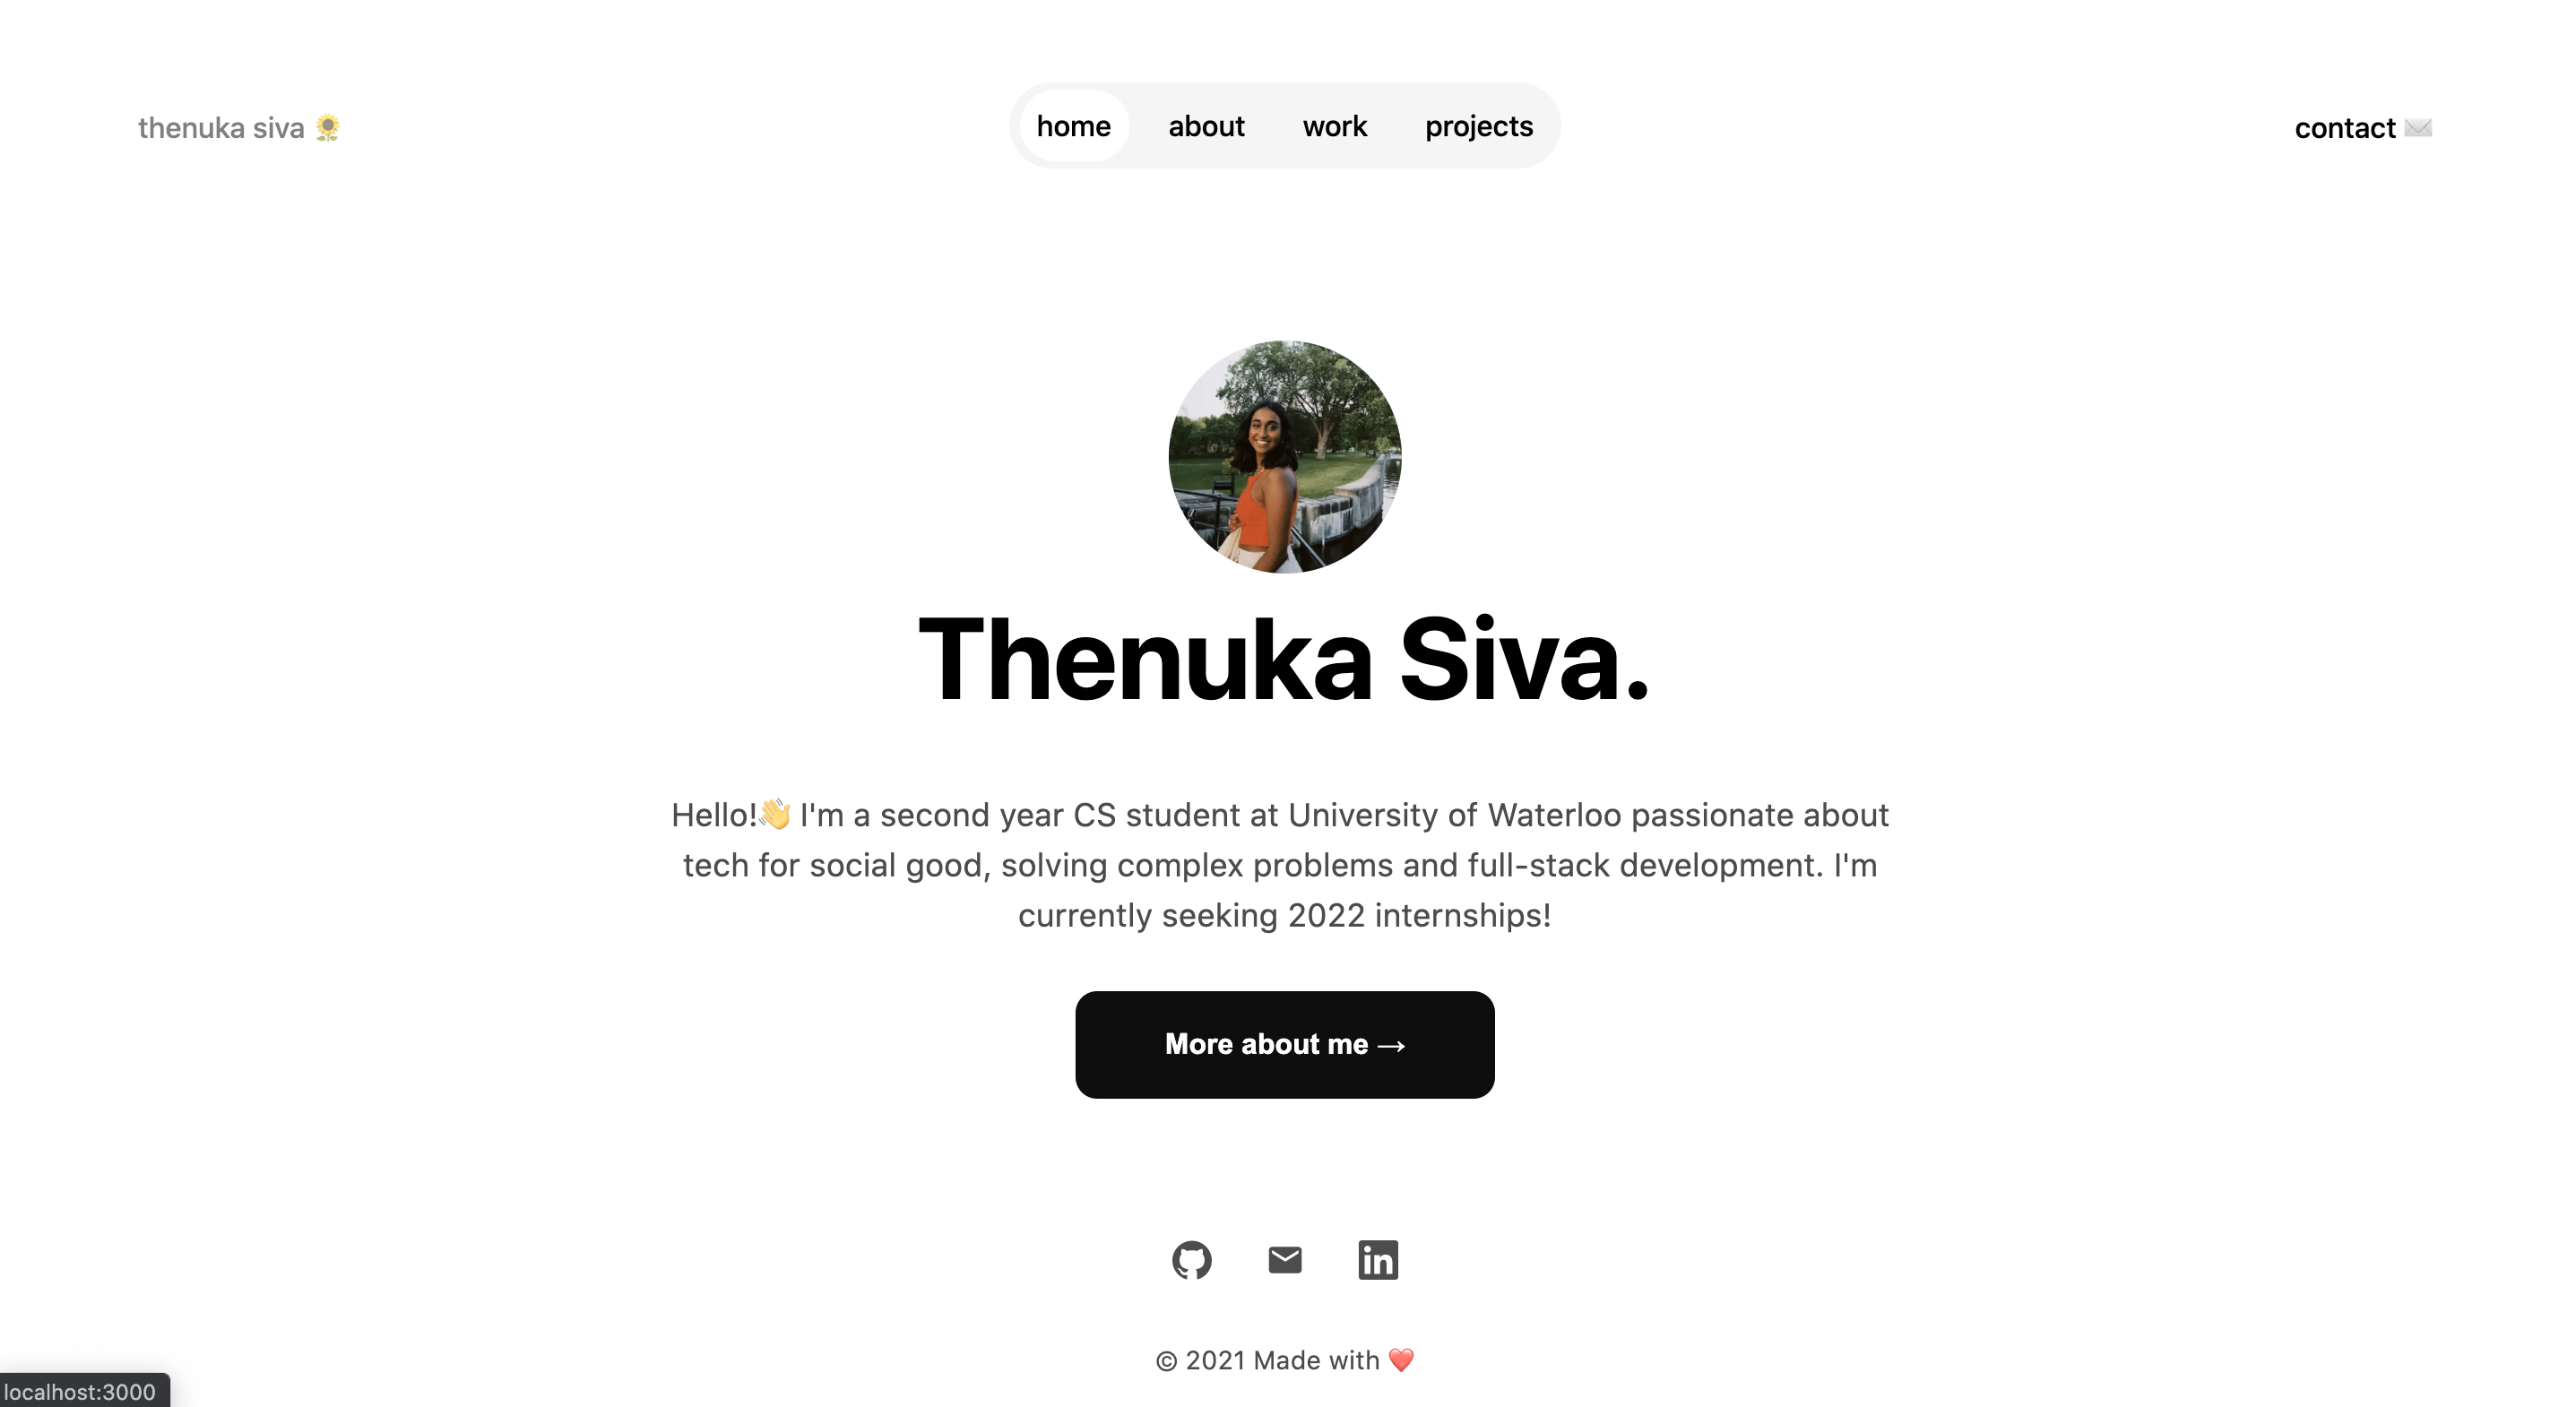 thenuka siva 🌻
home about work projects
contact ✉️
Thenuka Siva.
Hello!👋 I'm a second year CS student at University of Waterloo passionate about
tech for social good, solving complex problems and full-stack development. I'm
currently seeking 2022 internships!
More about me →
in
© 2021 Made with ❤️
localhost:3000